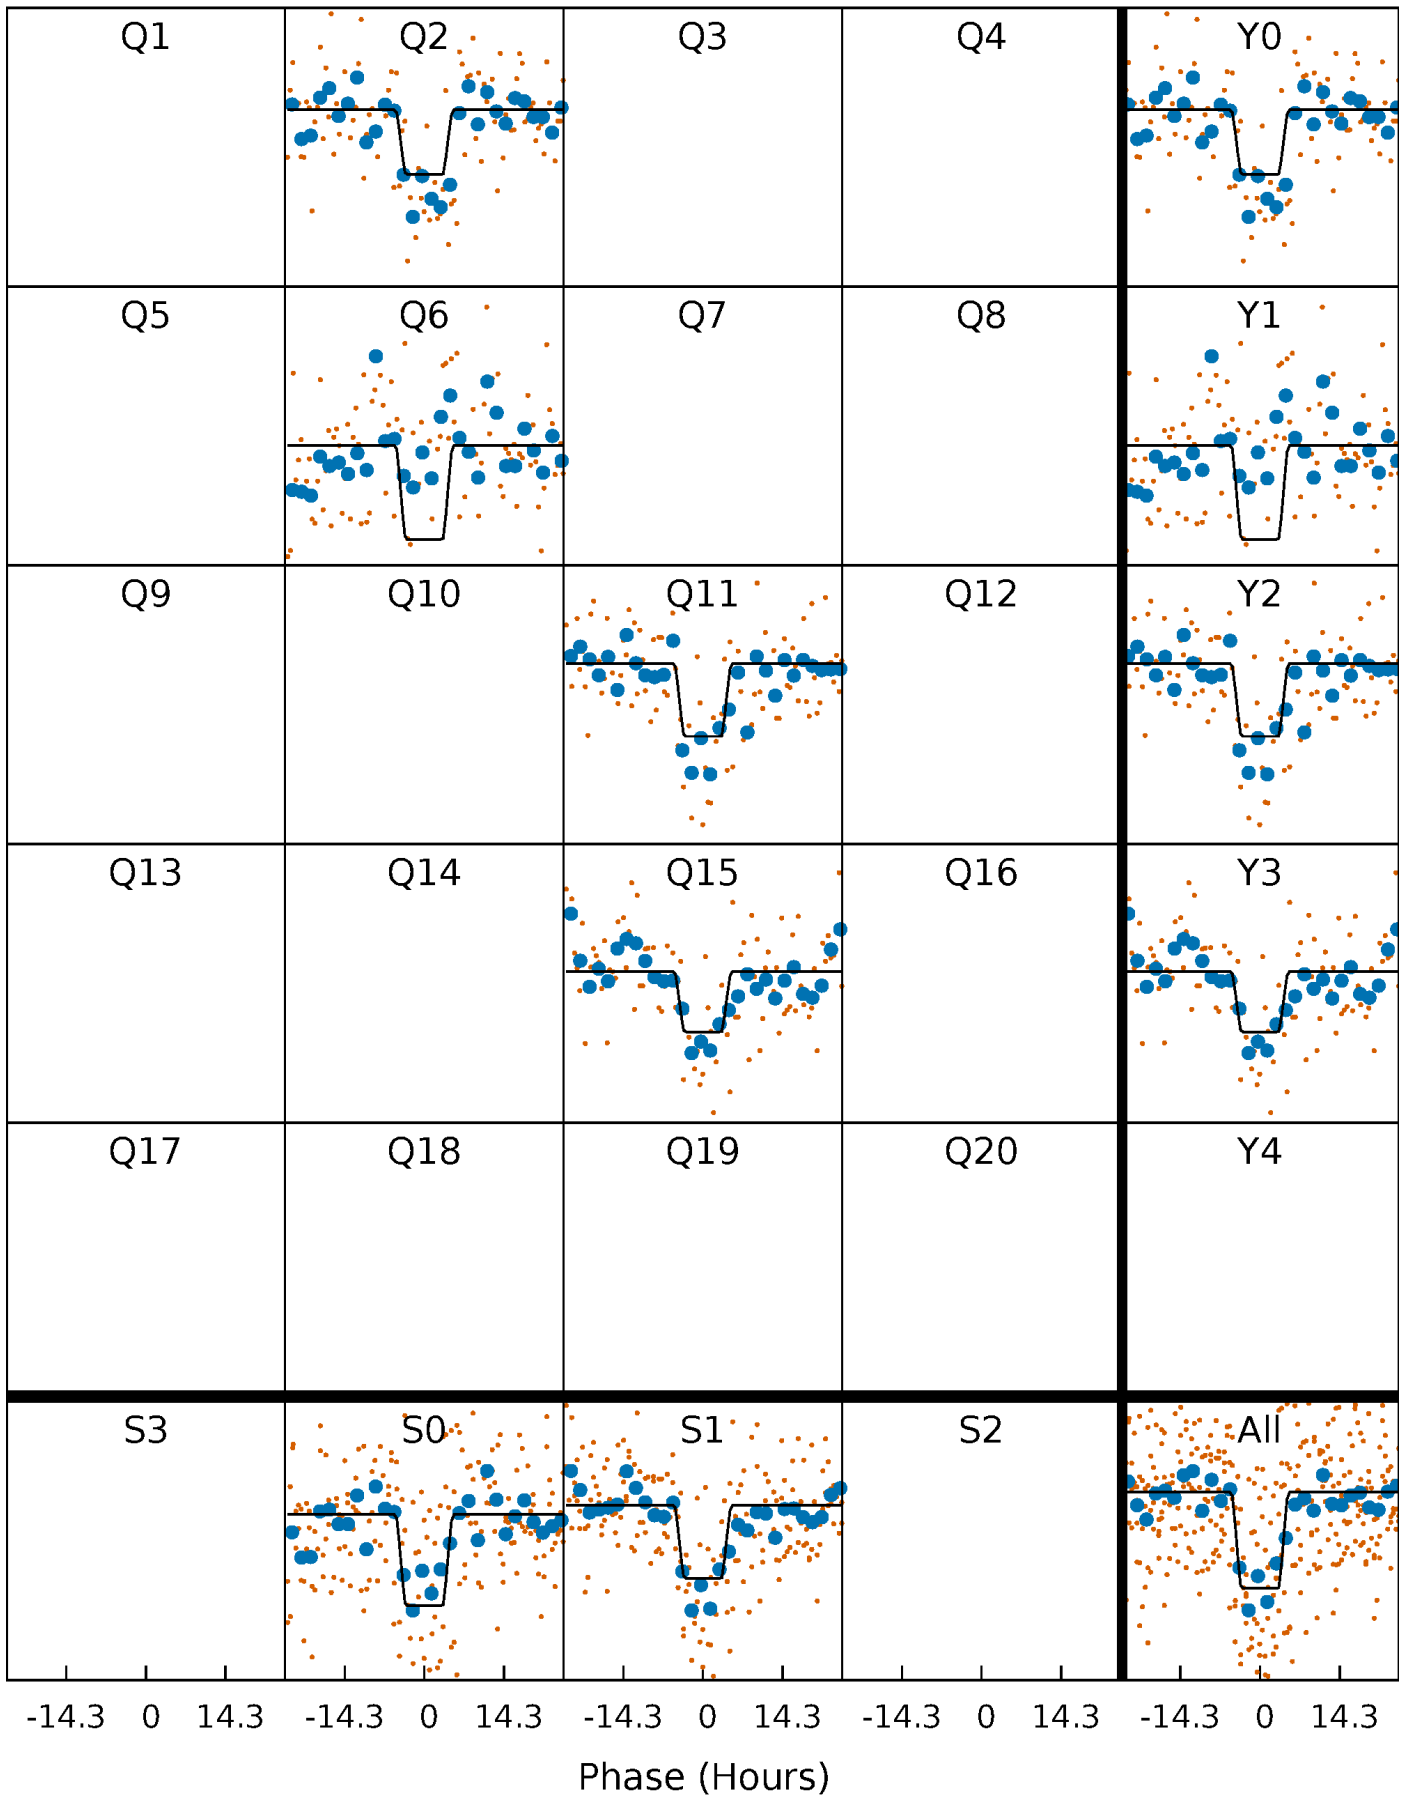 Q1 Q2 Q3 Q4 Y0
Q5 Q6 Q7 Q8 Y1
Q9 Q10 Q11 Q12 Y2
Q13 Q14 Q15 Q16 Y3
Q17 Q18 Q19 Q20 Y4
S3 S0 S1 S2 All
-14.3 0 14.3 -14.3 0 14.3 -14.3 0 14.3 -14.3 0 14.3 -14.3 0 14.3
Phase (Hours)